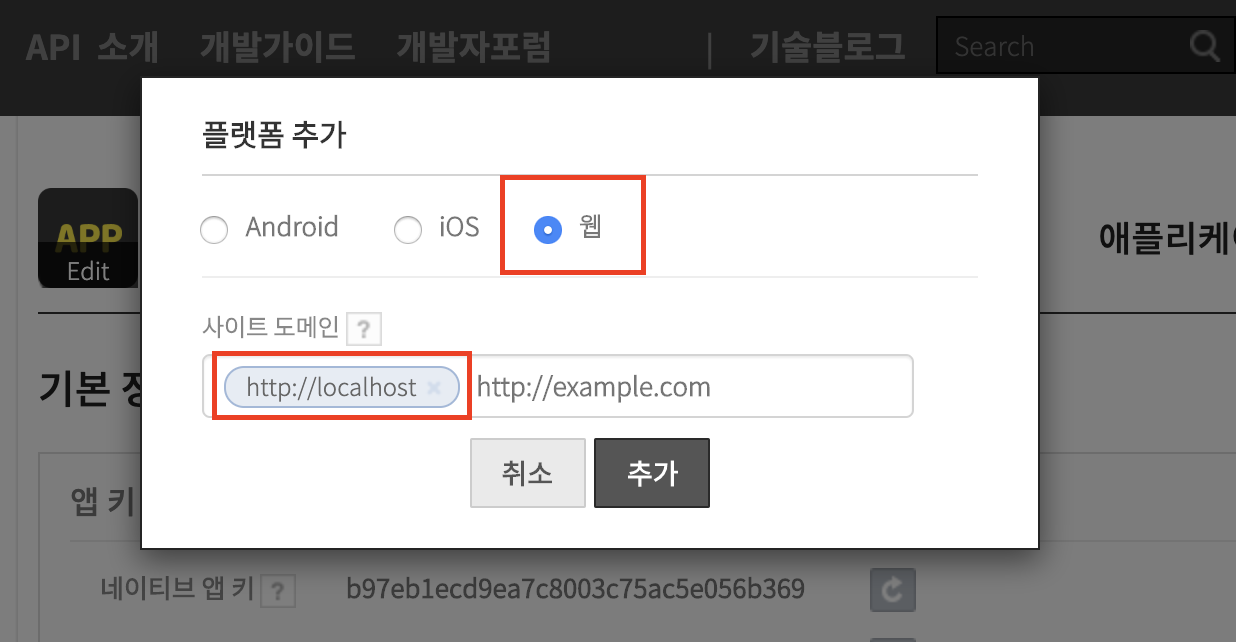 API 소개 개발가이드 개발자포럼 | 기술블로그 Search
플랫폼 추가
Android iOS 웹
APP
Edit
애플리케
사이트 도메인 ?
http://localhost × http://example.com
기본
취소 추가
앱 키
네이티브 앱 키 ? b97eb1ecd9ea7c8003c75ac5e056b369